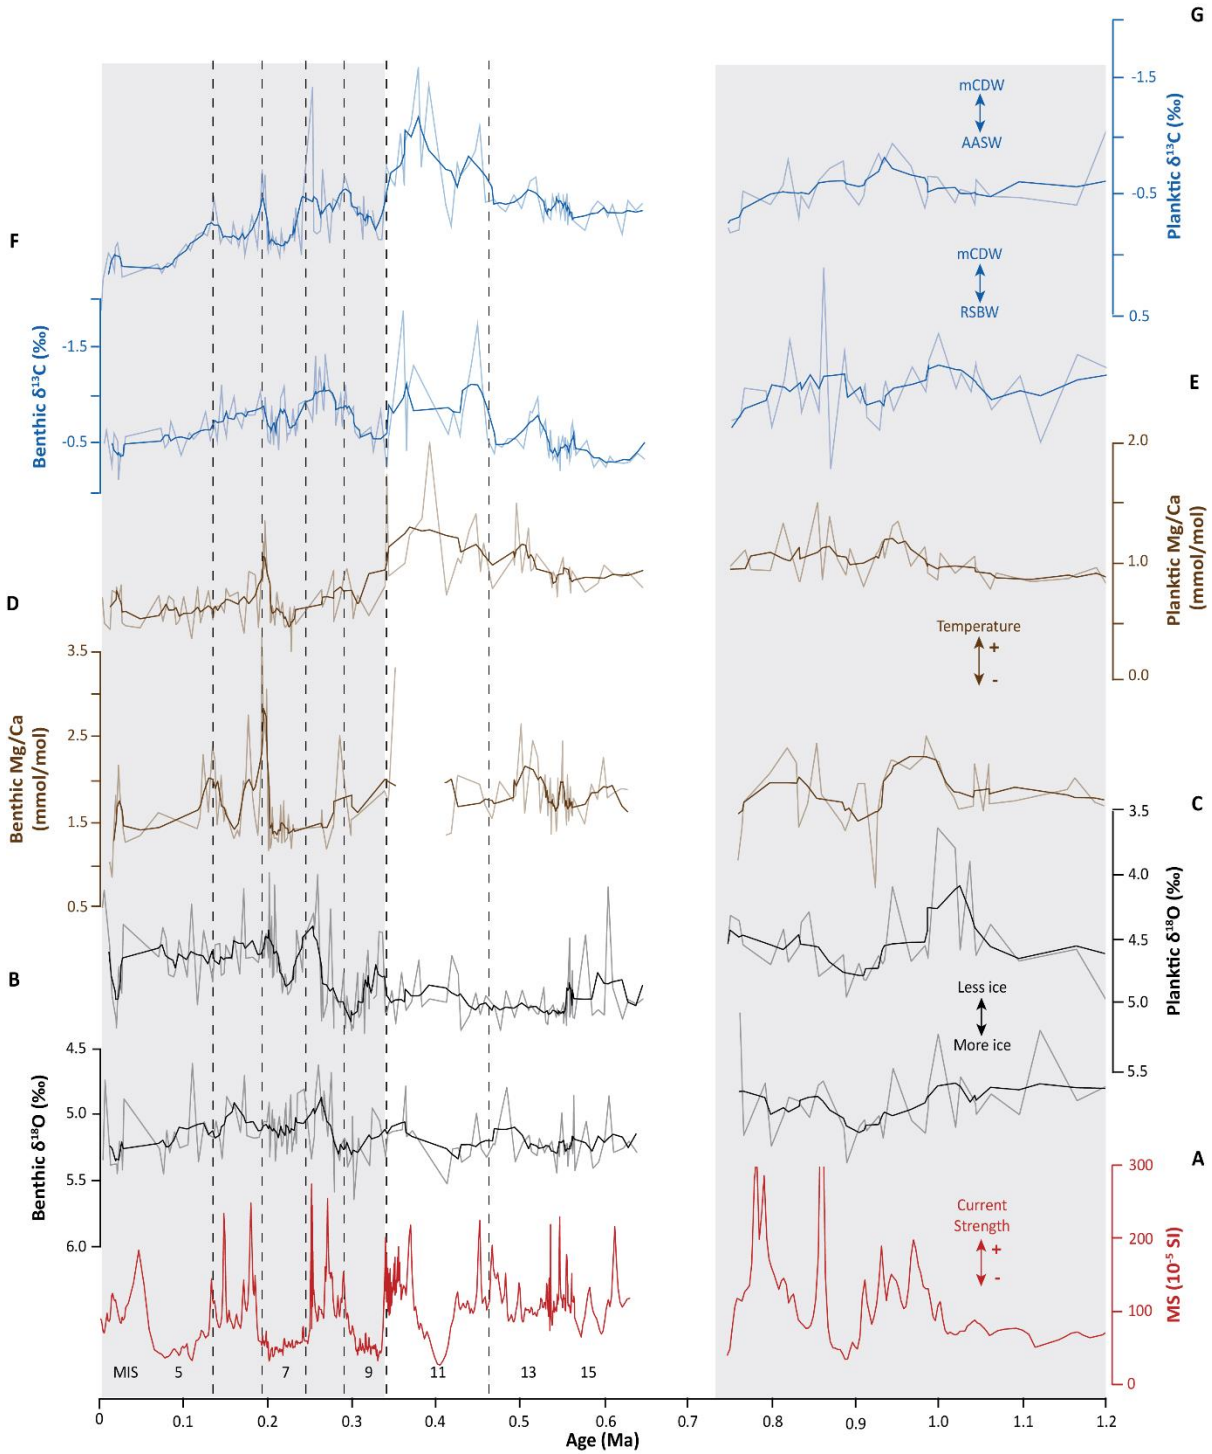 G
-1.5
mCDW
AASW
-0.5
Planktic δ¹³C (‰)
F
mCDW
RSBW
0.5
-1.5
Benthic δ¹³C (‰)
-0.5
E
2.0
1.0
Planktic Mg/Ca
(mmol/mol)
D
Temperature
+
-
0.0
3.5
2.5
Benthic Mg/Ca
(mmol/mol)
1.5
0.5
C
3.5
4.0
4.5
Planktic δ¹⁸O (‰)
5.0
5.5
B
Less ice
More ice
4.5
5.0
Benthic δ¹⁸O (‰)
5.5
6.0
A
300
Current
Strength
+
-
200
MS (10⁻⁵ SI)
100
0
MIS 5 7 9 11 13 15
0 0.1 0.2 0.3 0.4 0.5 0.6 0.7 0.8 0.9 1.0 1.1 1.2
Age (Ma)